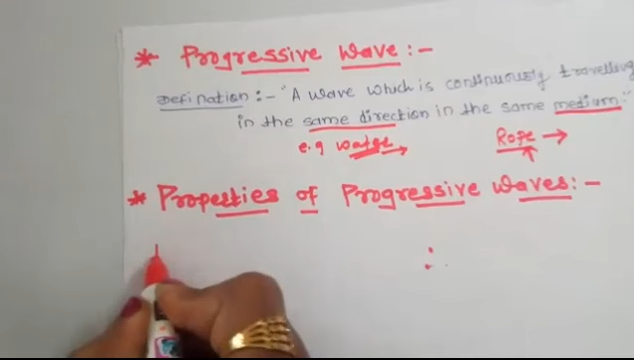 * Progressive Wave:-
Defination:- "A wave which is continuously travelling
in the same direction in the same medium."
e.g Water → Rope →
* Properties of Progressive Waves:-